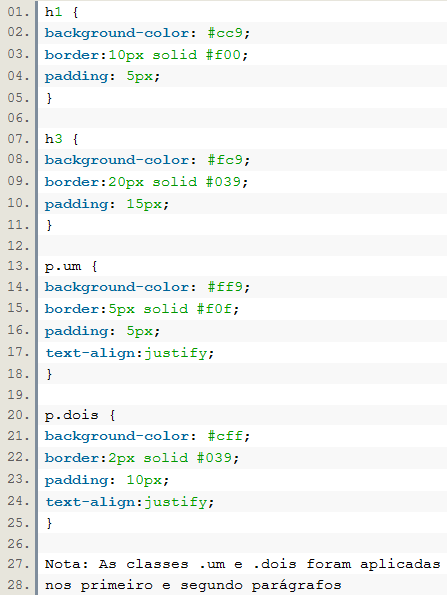 01. h1 {
02. background-color: #cc9;
03. border:10px solid #f00;
04. padding: 5px;
05. }
06.
07. h3 {
08. background-color: #fc9;
09. border:20px solid #039;
10. padding: 15px;
11. }
12.
13. p.um {
14. background-color: #ff9;
15. border:5px solid #f0f;
16. padding: 5px;
17. text-align:justify;
18. }
19.
20. p.dois {
21. background-color: #cff;
22. border:2px solid #039;
23. padding: 10px;
24. text-align:justify;
25. }
26.
27. Nota: As classes .um e .dois foram aplicadas
28. nos primeiro e segundo parágrafos